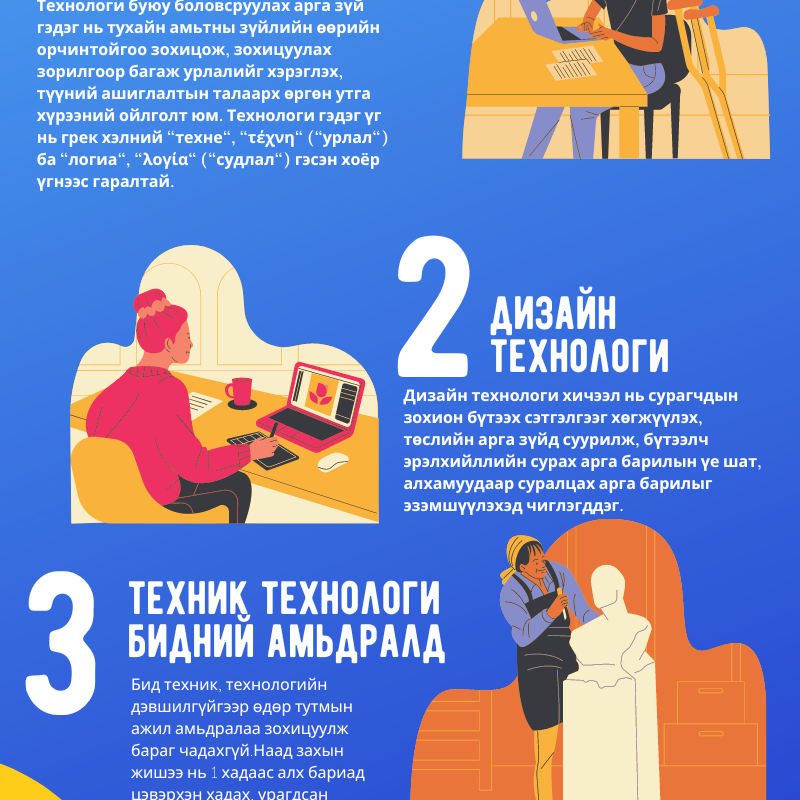 Технологи буюу боловсруулах арга зүй
гэдэг нь тухайн амьтны зүйлийн өөрийн
орчинтойгоо зохицож, зохицуулах
зорилгоор багаж урлалийг хэрэглэх,
түүний ашиглалтын талаарх өргөн утга
хүрээний ойлголт юм. Технологи гэдэг үг
нь грек хэлний “техне“, “τέχνη“ (“урлал“)
ба “логиа“, “λογία“ (“судлал“) гэсэн хоёр
үгнээс гаралтай.
2
ДИЗАЙН
ТЕХНОЛОГИ
Дизайн технологи хичээл нь сурагчдын
зохион бүтээх сэтгэлгээг хөгжүүлэх,
төслийн арга зүйд суурилж, бүтээлч
эрэлхийллийн сурах арга барилын үе шат,
алхамуудаар суралцах арга барилыг
эзэмшүүлэхэд чиглэгддэг.
3
ТЕХНИК ТЕХНОЛОГИ
БИДНИЙ АМЬДРАЛД
Бид техник, технологийн
дэвшилгүйгээр өдөр тутмын
ажил амьдралаа зохицуулж
бараг чадахгүй.Наад захын
жишээ нь 1 хадаас алх бариад
цэвэрхэн хадах, урагдсан